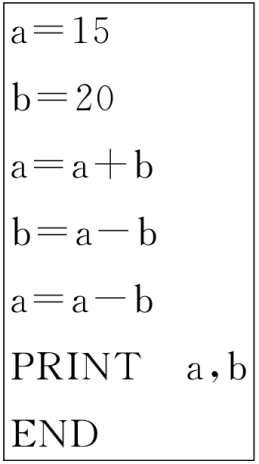 a=15
b=20
a=a+b
b=a-b
a=a-b
PRINT a,b
END